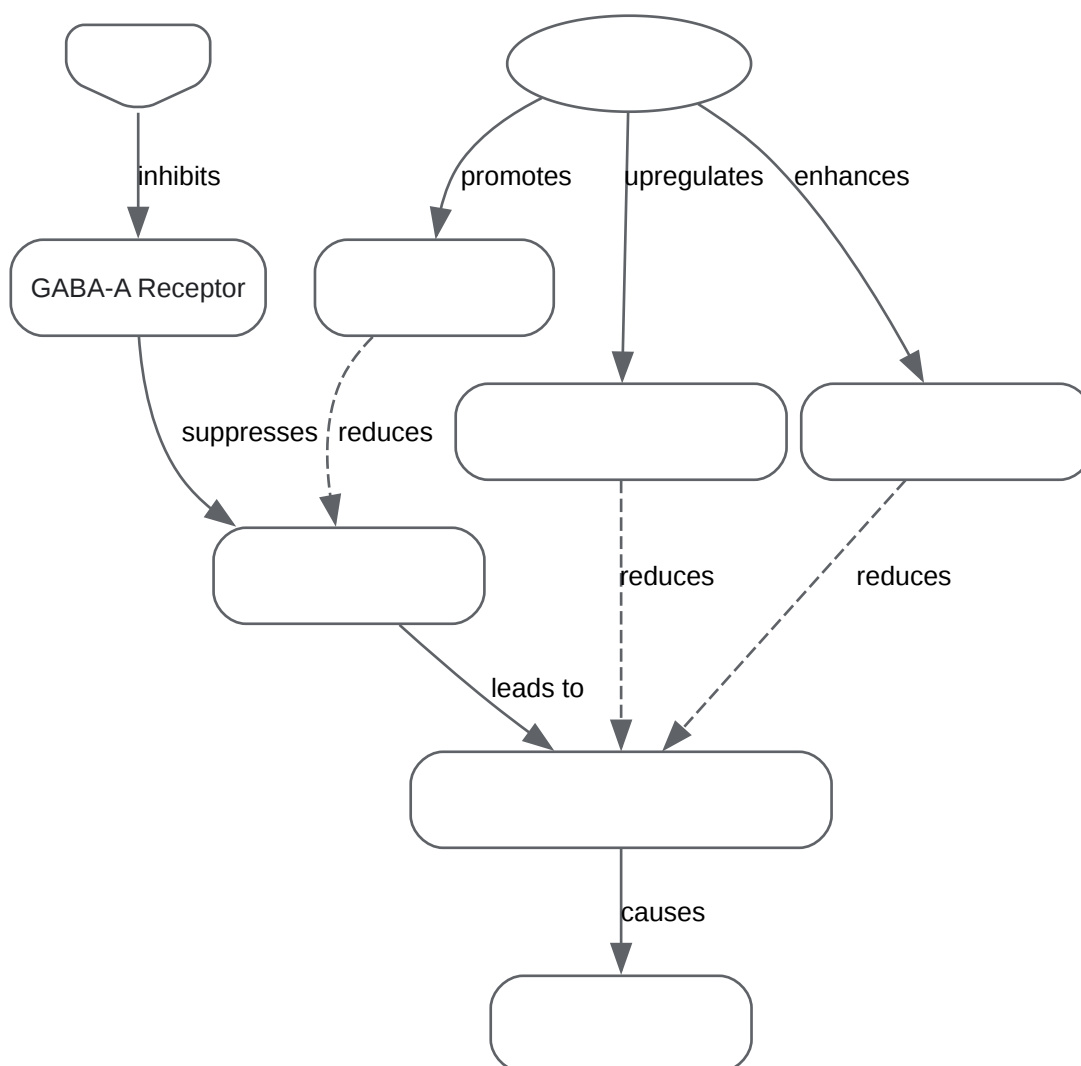 inhibits
promotes
upregulates
enhances
GABA-A Receptor
suppresses
reduces
reduces
reduces
leads to
causes